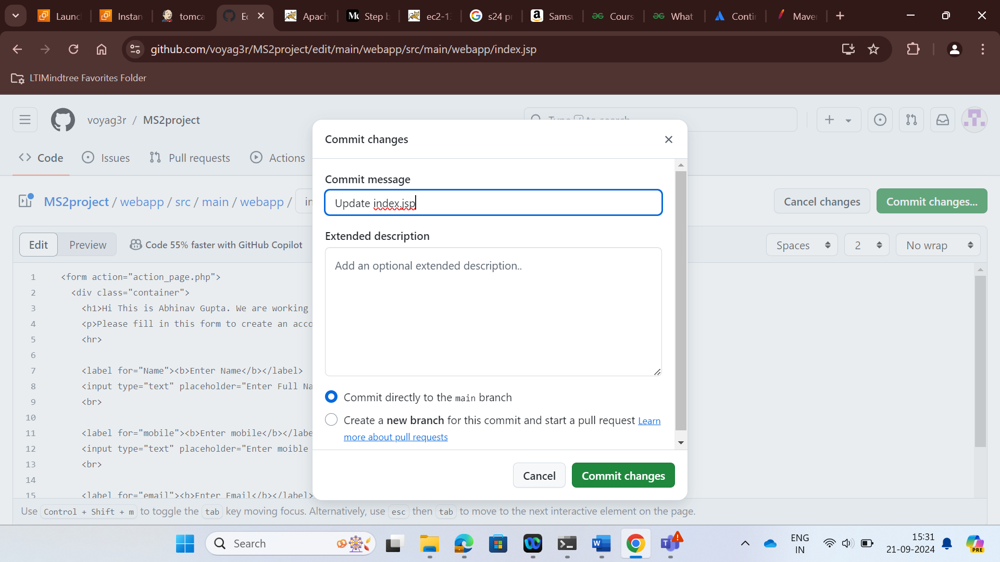 Launc
Instan
tomca
Ec
Apach
Step b
ec2-1
s24 pr
Sams
Cours
What
Conti
Maven
github.com/voyag3r/MS2project/edit/main/webapp/src/main/webapp/index.jsp
LTIMindtree Favorites Folder
voyag3r / MS2project
Type / to search
Code Issues Pull requests Actions
MS2project / webapp / src / main / webapp / in
Cancel changes Commit changes...
Edit Preview Code 55% faster with GitHub Copilot
Spaces 2 No wrap
1 <form action="action_page.php">
2 <div class="container">
3 <h1>Hi This is Abhinav Gupta. We are working
4 <p>Please fill in this form to create an acco
5 <hr>
6
7 <label for="Name"><b>Enter Name</b></label>
8 <input type="text" placeholder="Enter Full Na
9 <br>
10
11 <label for="mobile"><b>Enter mobile</b></labe
12 <input type="text" placeholder="Enter moible
13 <br>
14
15 <label for="email"><b>Enter Email</b></label>
Use Control + Shift + m to toggle the tab key moving focus. Alternatively, use esc then tab to move to the next interactive element on the page.
Commit changes
Commit message
Update index.jsp
Extended description
Add an optional extended description..
Commit directly to the main branch
Create a new branch for this commit and start a pull request Learn
more about pull requests
Cancel Commit changes
Search
ENG
IN
15:31
21-09-2024
PRE